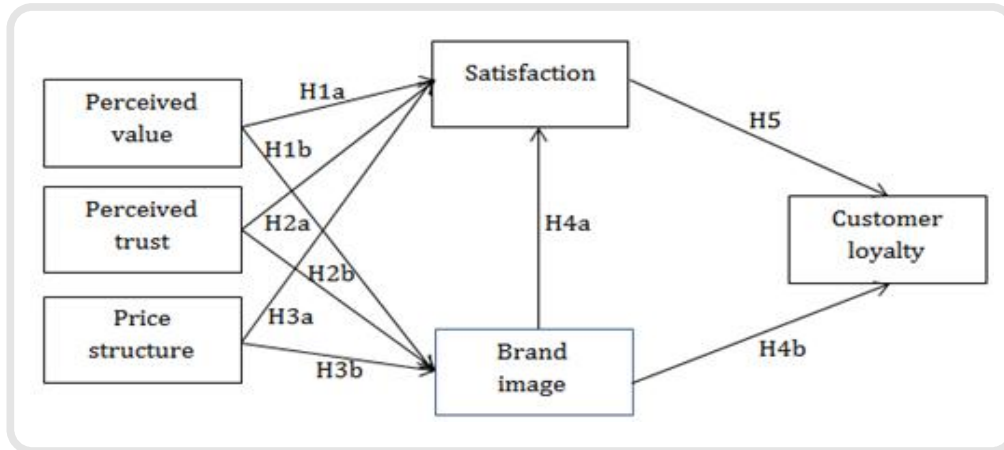 Satisfaction
H1a
Perceived
value
H5
H1b
Perceived
trust
H2a
H4a
Customer
loyalty
H2b
Price
structure
H3a
Brand
image
H3b
H4b